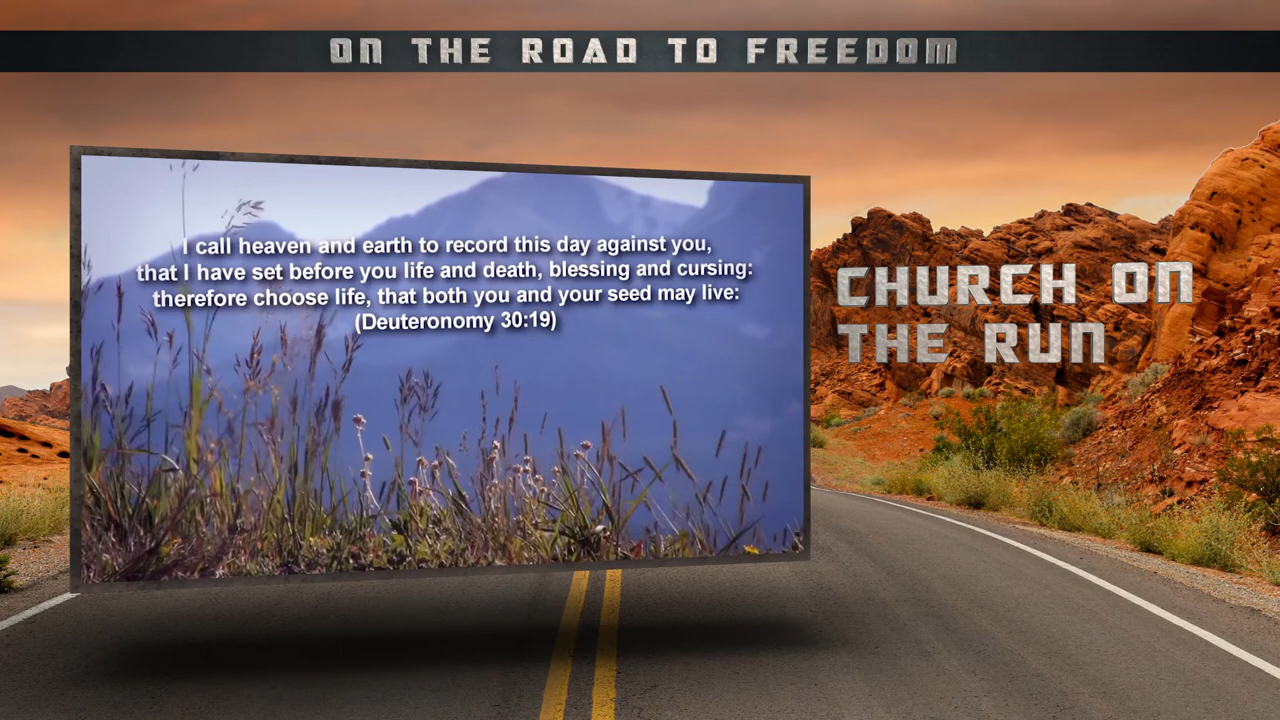 ON THE ROAD TO FREEDOM
I call heaven and earth to record this day against you,
that I have set before you life and death, blessing and cursing:
therefore choose life, that both you and your seed may live:
(Deuteronomy 30:19)
CHURCH ON
THE RUN